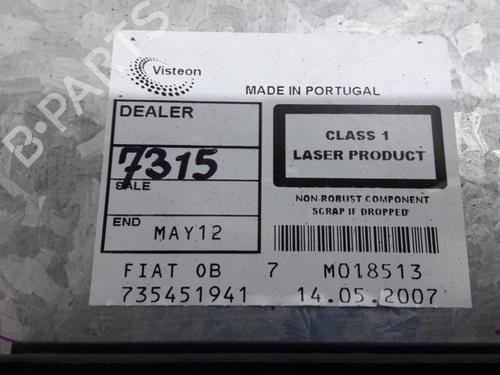 B-PARTS
Visteon
MADE IN PORTUGAL
DEALER
7315
SALE
END MAY12
CLASS 1
LASER PRODUCT
NON-ROBUST COMPONENT
SCRAP IF DROPPED
FIAT OB 7 M018513
735451941 14.05.2007